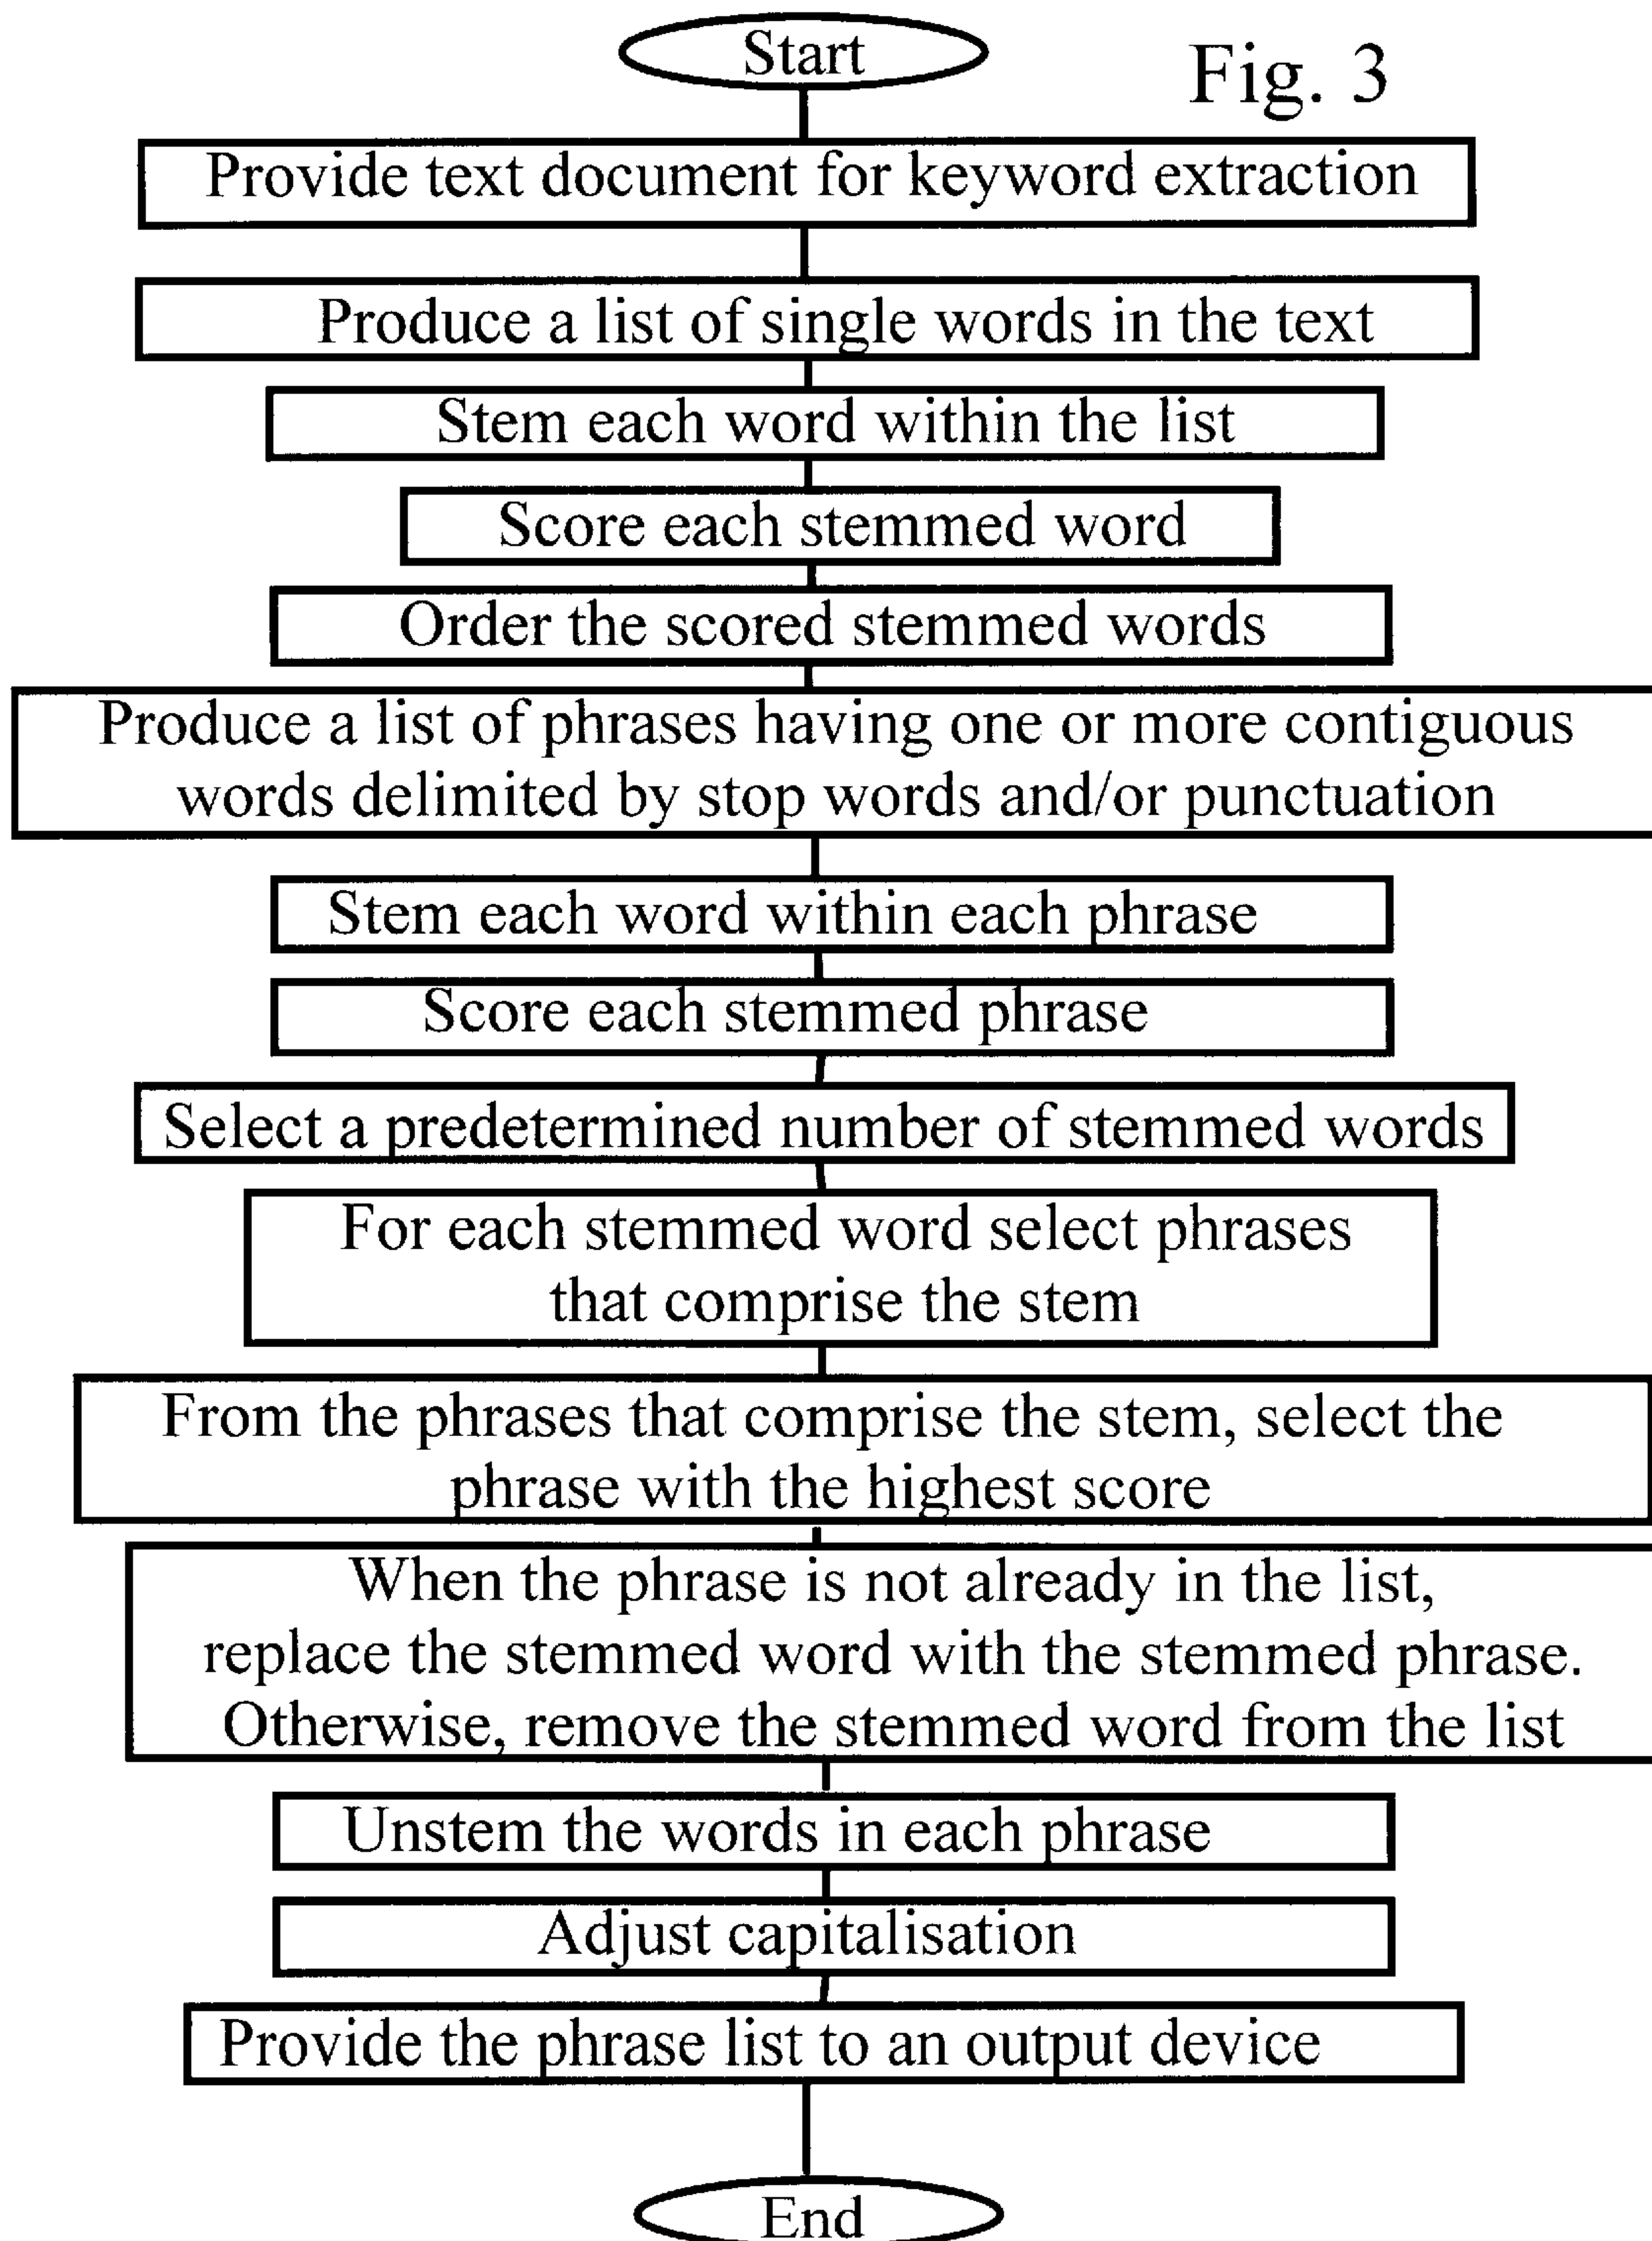 Start
Fig. 3
Provide text document for keyword extraction
Produce a list of single words in the text
Stem each word within the list
Score each stemmed word
Order the scored stemmed words
Produce a list of phrases having one or more contiguous
words delimited by stop words and/or punctuation
Stem each word within each phrase
Score each stemmed phrase
Select a predetermined number of stemmed words
For each stemmed word select phrases
that comprise the stem
From the phrases that comprise the stem, select the
phrase with the highest score
When the phrase is not already in the list,
replace the stemmed word with the stemmed phrase.
Otherwise, remove the stemmed word from the list
Unstem the words in each phrase
Adjust capitalisation
Provide the phrase list to an output device
End